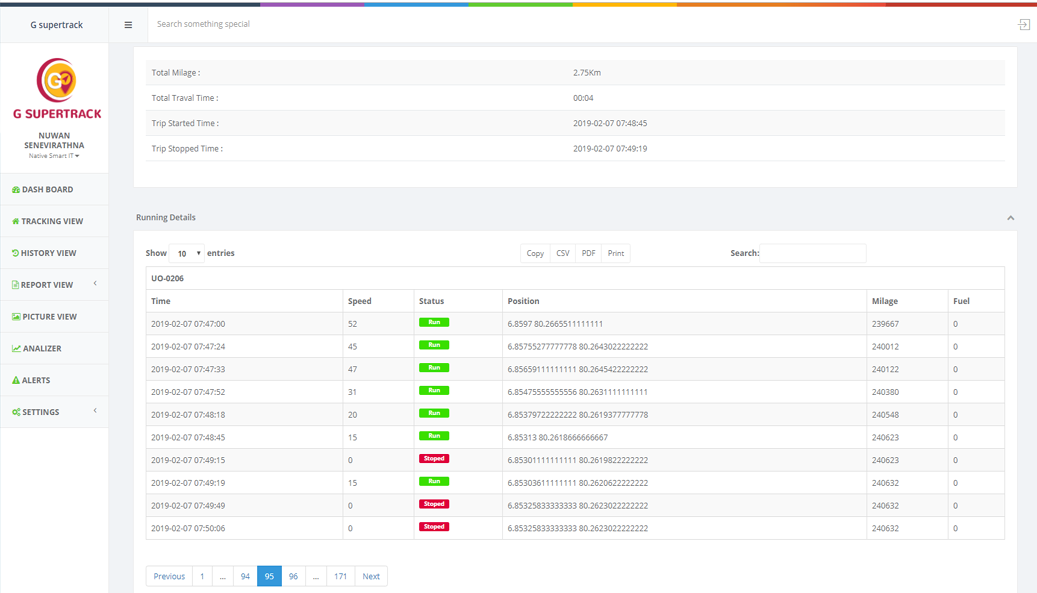 G supertrack
Search something special
G
G SUPERTRACK
NUWAN
SENEVIRATHNA
Native Smart IT
DASH BOARD
TRACKING VIEW
HISTORY VIEW
REPORT VIEW
PICTURE VIEW
ANALIZER
ALERTS
SETTINGS
Total Milage : 2.75Km
Total Traval Time : 00:04
Trip Started Time : 2019-02-07 07:48:45
Trip Stopped Time : 2019-02-07 07:49:19
Running Details
Show 10 entries Copy CSV PDF Print Search:
UO-0206
Time Speed Status Position Milage Fuel
2019-02-07 07:47:00 52 Run 6.8597 80.2665511111111 239667 0
2019-02-07 07:47:24 45 Run 6.85755277777778 80.2643022222222 240012 0
2019-02-07 07:47:33 47 Run 6.85659111111111 80.2645422222222 240122 0
2019-02-07 07:47:52 31 Run 6.85475555555556 80.2631111111111 240380 0
2019-02-07 07:48:18 20 Run 6.85379722222222 80.2619377777778 240548 0
2019-02-07 07:48:45 15 Run 6.85313 80.2618666666667 240623 0
2019-02-07 07:49:15 0 Stoped 6.85301111111111 80.2619822222222 240623 0
2019-02-07 07:49:19 15 Run 6.85303611111111 80.2620622222222 240632 0
2019-02-07 07:49:49 0 Stoped 6.85325833333333 80.2623022222222 240632 0
2019-02-07 07:50:06 0 Stoped 6.85325833333333 80.2623022222222 240632 0
Previous 1 ... 94 95 96 ... 171 Next